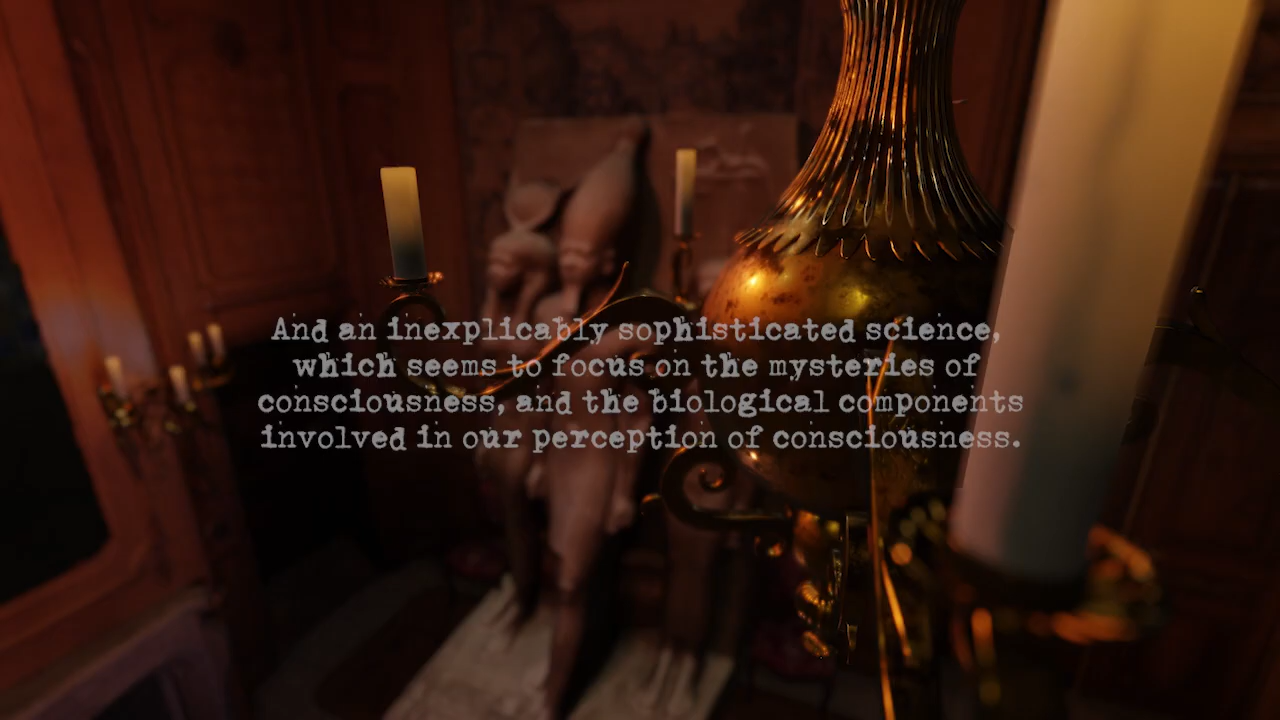 And an inexplicably sophisticated science,
which seems to focus on the mysteries of
consciousness, and the biological components
involved in our perception of consciousness.